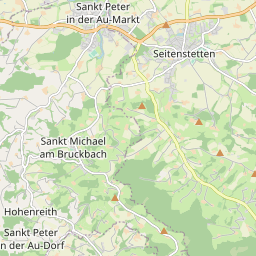 Sankt Peter
in der Au-Markt
Seitenstetten
Sankt Michael
am Bruckbach
Hohenreith
Sankt Peter
in der Au-Dorf